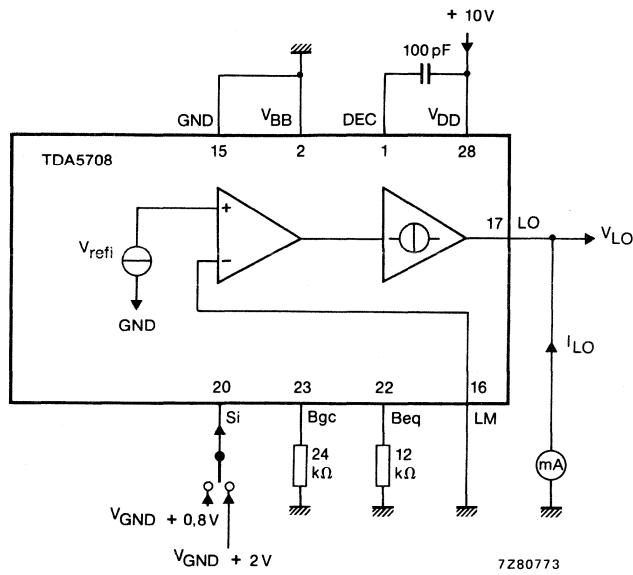 + 10V
100 pF
GND
V_BB
DEC
V_DD
15
2
1
28
TDA5708
+
-
V_refi
GND
17
LO
V_LO
I_LO
20
23
22
16
Si
Bgc
Beq
LM
24
kΩ
12
kΩ
mA
V_GND + 0,8V
V_GND + 2V
7Z80773